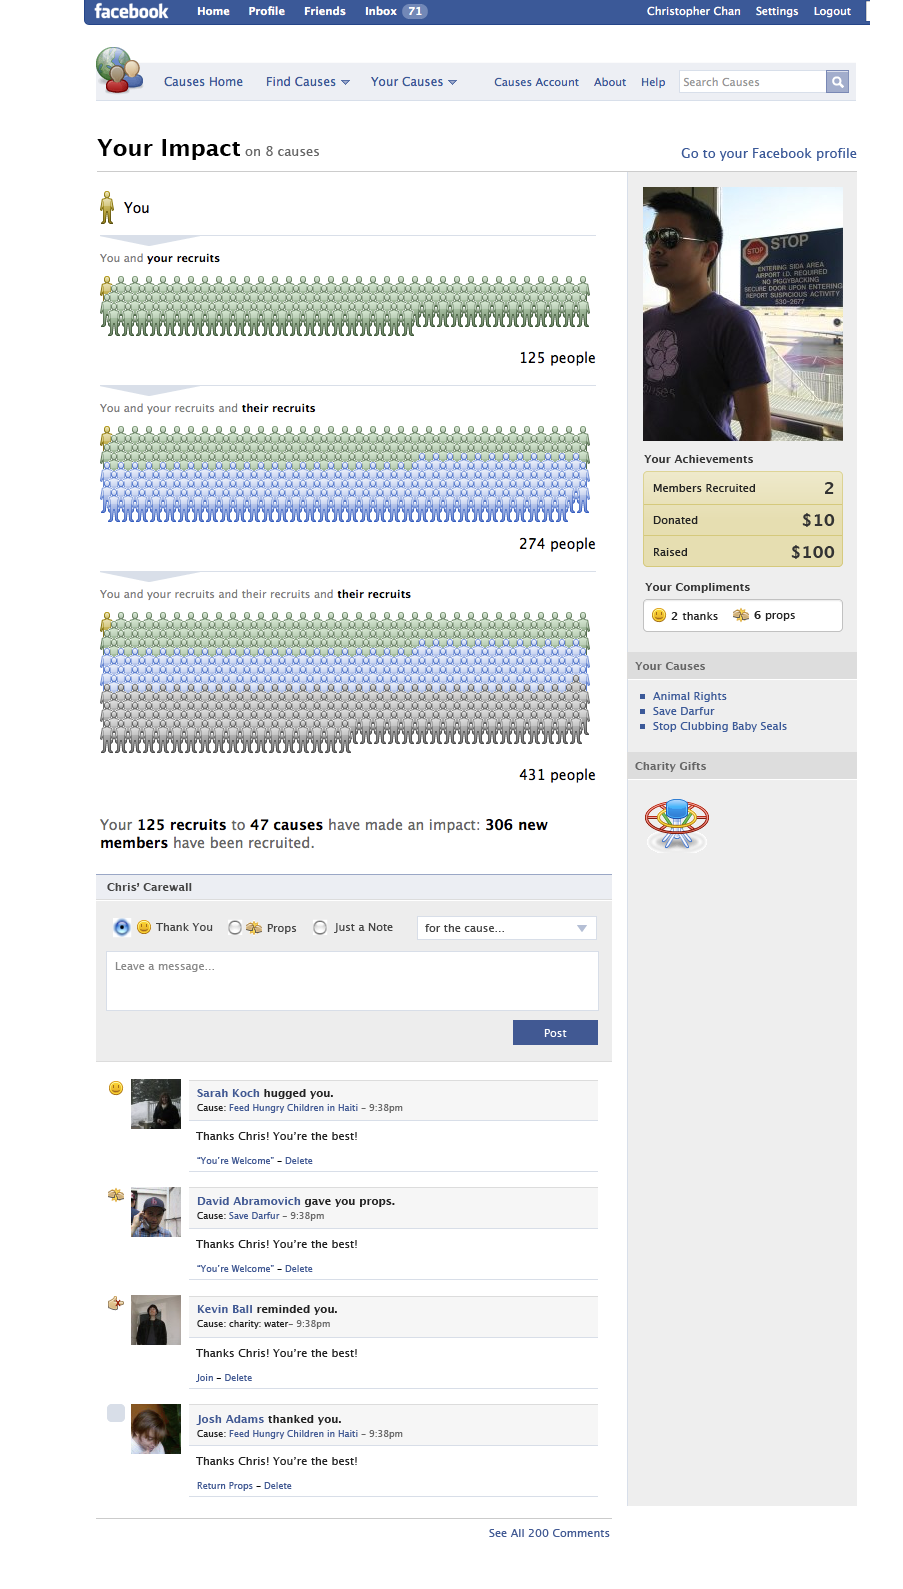 facebook Home Profile Friends Inbox 71 Christopher Chan Settings Logout
Causes Home Find Causes Your Causes Causes Account About Help Search Causes
Your Impact on 8 causes
Go to your Facebook profile
You
You and your recruits
125 people
You and your recruits and their recruits
274 people
You and your recruits and their recruits and their recruits
431 people
Your 125 recruits to 47 causes have made an impact: 306 new
members have been recruited.
Chris’ Carewall
Thank You Props Just a Note for the cause...
Leave a message...
Post
Sarah Koch hugged you.
Cause: Feed Hungry Children in Haiti – 9:38pm
Thanks Chris! You’re the best!
“You’re Welcome” – Delete
David Abramovich gave you props.
Cause: Save Darfur – 9:38pm
Thanks Chris! You’re the best!
“You’re Welcome” – Delete
Kevin Ball reminded you.
Cause: charity: water– 9:38pm
Thanks Chris! You’re the best!
Join – Delete
Josh Adams thanked you.
Cause: Feed Hungry Children in Haiti – 9:38pm
Thanks Chris! You’re the best!
Return Props – Delete
See All 200 Comments
STOP STOP
ENTERING SIDA AREA
AIRPORT I.D. REQUIRED
NO PIGGYBACKING
SECURE DOOR UPON ENTERING
REPORT SUSPICIOUS ACTIVITY
530-2677
Your Achievements
Members Recruited 2
Donated $10
Raised $100
Your Compliments
2 thanks 6 props
Your Causes
Animal Rights
Save Darfur
Stop Clubbing Baby Seals
Charity Gifts